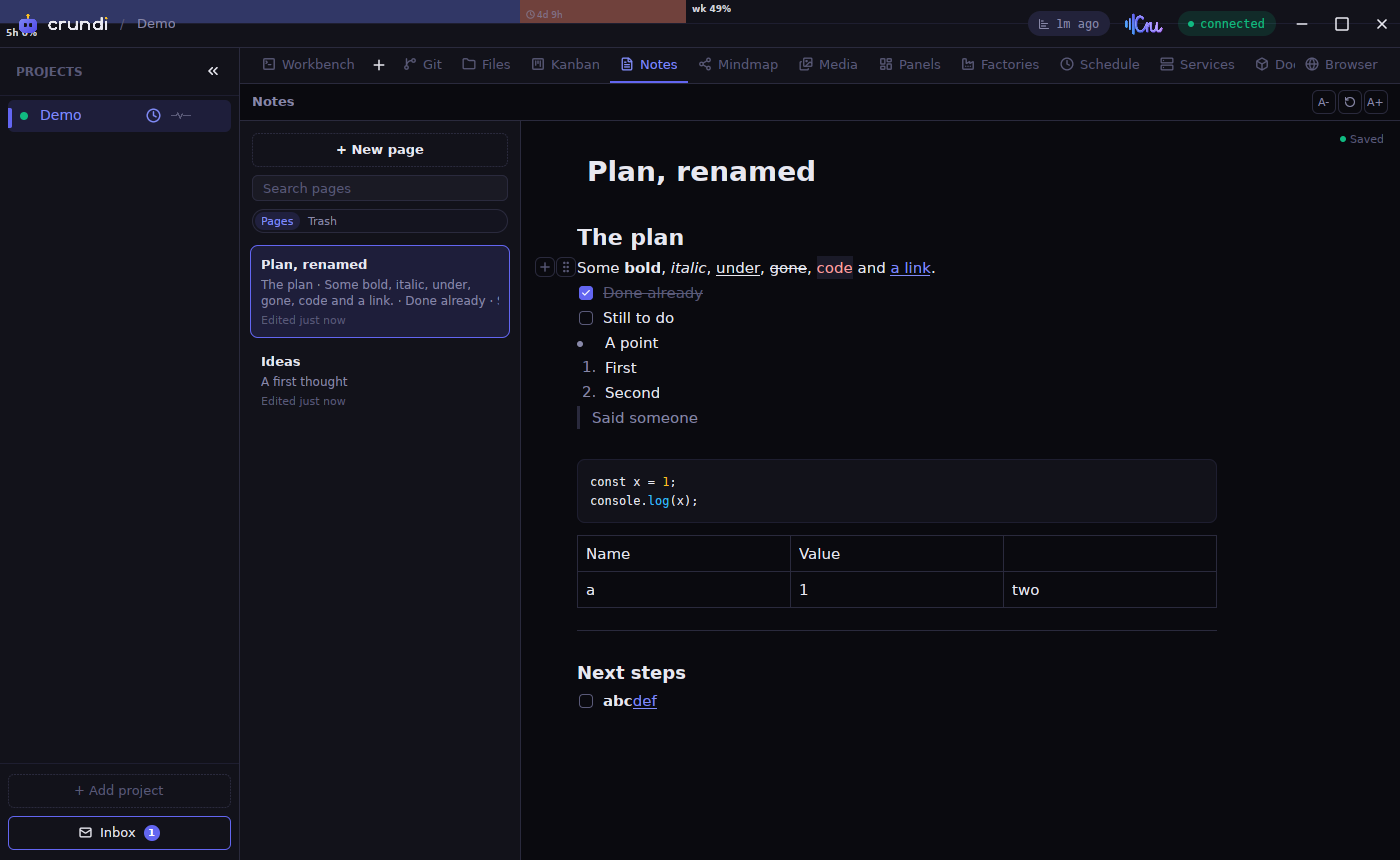 4d 9h
wk 49%
crundi / Demo
1m ago
Cru
connected
PROJECTS
Workbench
Git
Files
Kanban
Notes
Mindmap
Media
Panels
Factories
Schedule
Services
Browser
Demo
Notes
A-
A+
+ New page
Saved
Search pages
Pages
Trash
Plan, renamed
The plan · Some bold, italic, under,
gone, code and a link. · Done already ·
Edited just now
Ideas
A first thought
Edited just now
Plan, renamed
The plan
Some bold, italic, under, gone, code and a link.
Done already
Still to do
A point
1. First
2. Second
Said someone
const x = 1;
console.log(x);
Name Value
a 1 two
Next steps
abcdef
+ Add project
Inbox 1